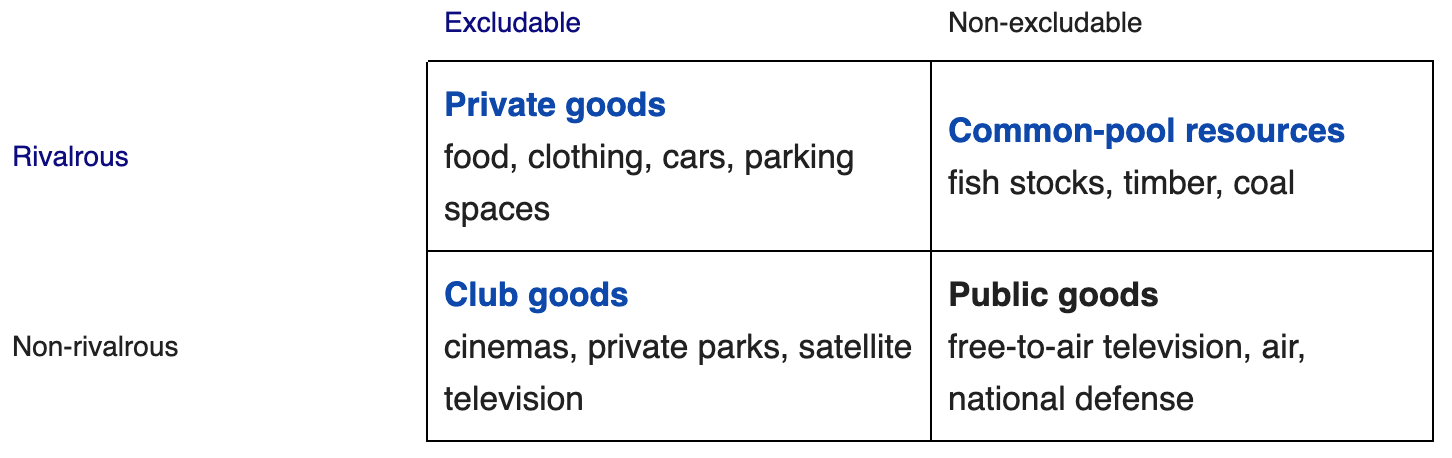 Excludable
Non-excludable
Rivalrous
Private goods
food, clothing, cars, parking
spaces
Common-pool resources
fish stocks, timber, coal
Non-rivalrous
Club goods
cinemas, private parks, satellite
television
Public goods
free-to-air television, air,
national defense